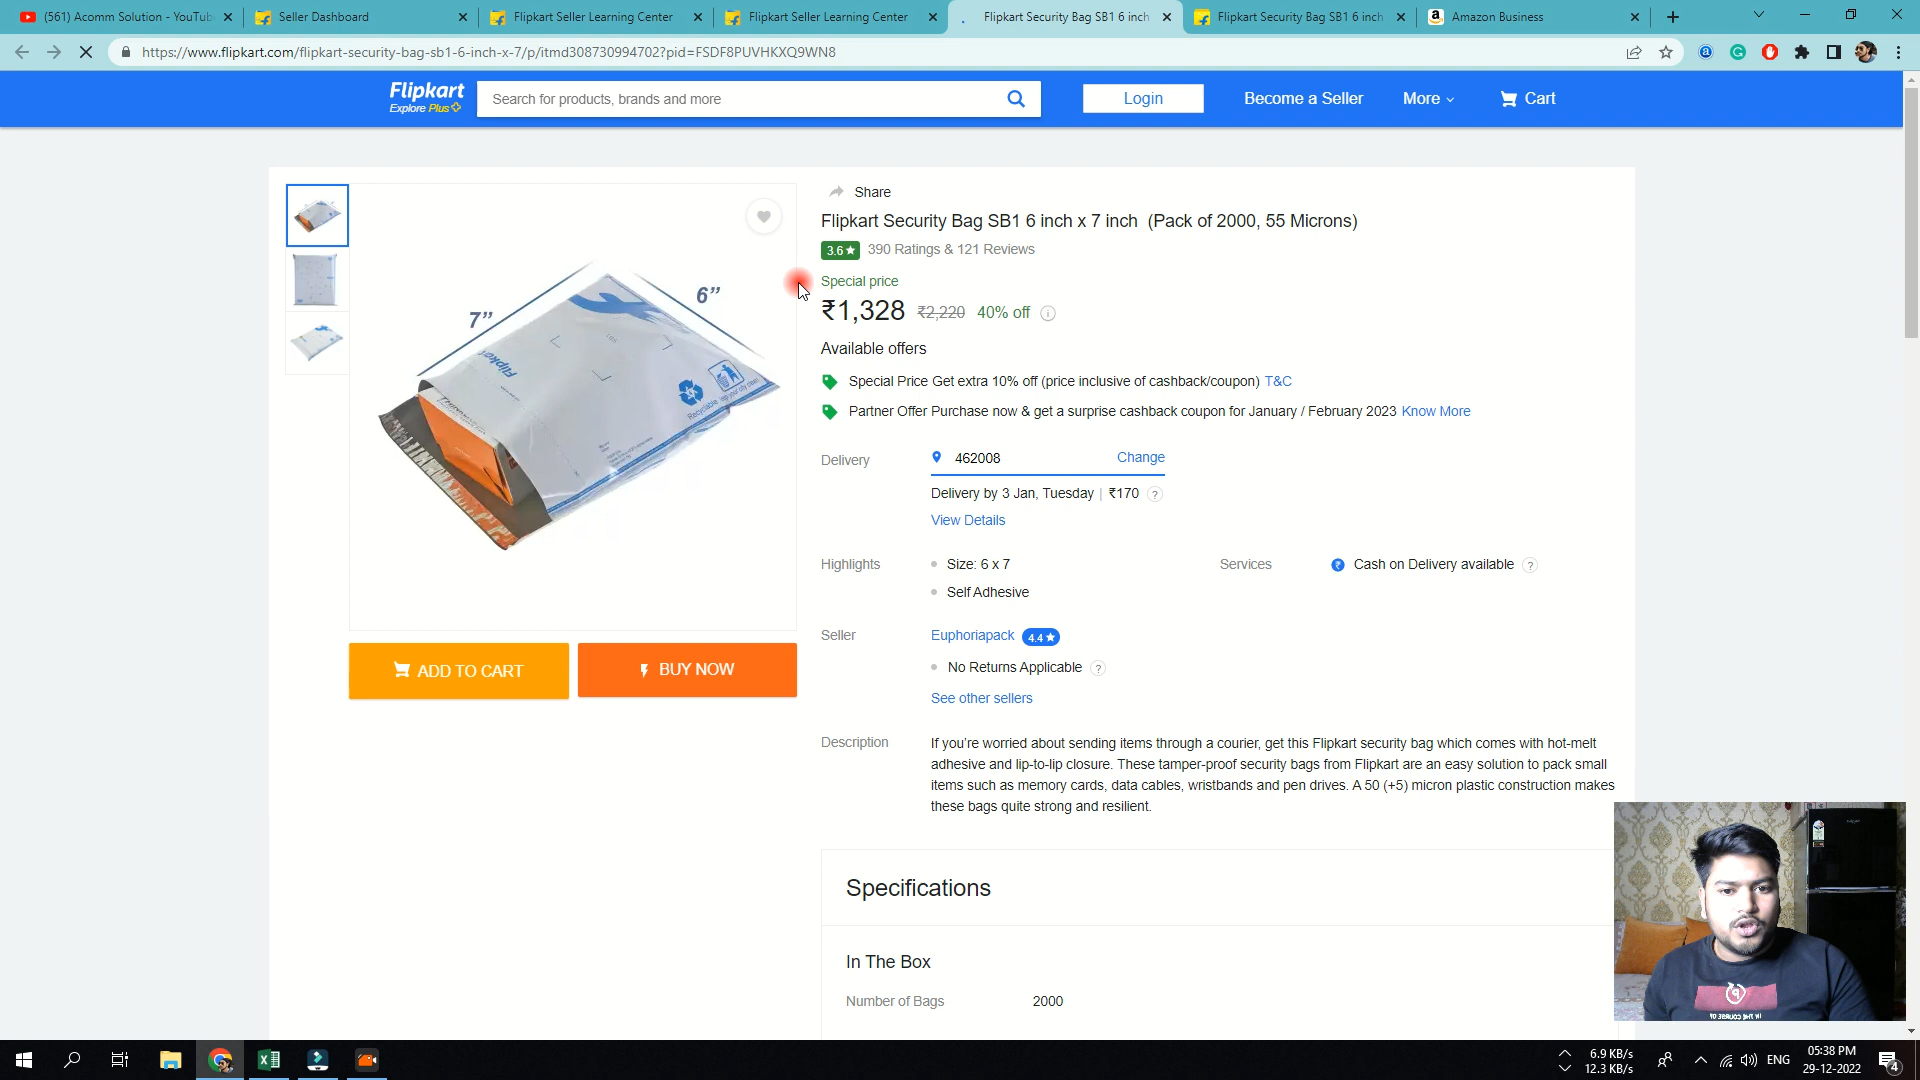 (561) Acomm Solution - YouTub
Seller Dashboard
Flipkart Seller Learning Center
Flipkart Seller Learning Center
Flipkart Security Bag SB1 6 inch
Flipkart Security Bag SB1 6 inch
Amazon Business
https://www.flipkart.com/flipkart-security-bag-sb1-6-inch-x-7/p/itmd308730994702?pid=FSDF8PUVHKXQ9WN8
Flipkart
Explore Plus
Search for products, brands and more
Login
Become a Seller
More
Cart
Share
Flipkart Security Bag SB1 6 inch x 7 inch (Pack of 2000, 55 Microns)
3.6★ 390 Ratings & 121 Reviews
Special price
₹1,328 ₹2,220 40% off
Available offers
Special Price Get extra 10% off (price inclusive of cashback/coupon) T&C
Partner Offer Purchase now & get a surprise cashback coupon for January / February 2023 Know More
7”
6”
Flipkart
Recyclable
Delivery
462008
Change
Delivery by 3 Jan, Tuesday | ₹170 ?
View Details
Highlights
Size: 6 x 7
Self Adhesive
Services
Cash on Delivery available ?
Seller
Euphoriapack 4.4★
No Returns Applicable ?
See other sellers
ADD TO CART
BUY NOW
Description
If you're worried about sending items through a courier, get this Flipkart security bag which comes with hot-melt
adhesive and lip-to-lip closure. These tamper-proof security bags from Flipkart are an easy solution to pack small
items such as memory cards, data cables, wristbands and pen drives. A 50 (+5) micron plastic construction makes
these bags quite strong and resilient.
Specifications
In The Box
Number of Bags
2000
6.9 KB/s
12.3 KB/s
ENG
05:38 PM
29-12-2022
4